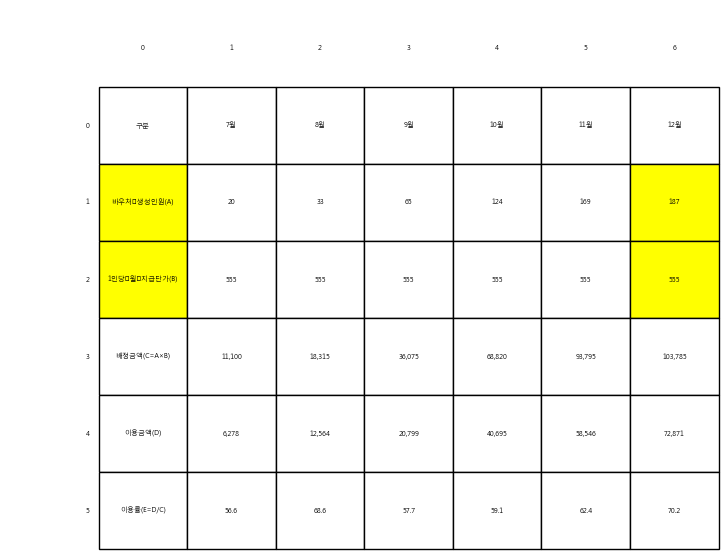 0 1 2 3 4 5 6
0 구분 7월 8월 9월 10월 11월 12월
1 바우처□생성인원(A) 20 33 65 124 169 187
2 1인당□월□지급단가(B) 555 555 555 555 555 555
3 배정금액(C=A×B) 11,100 18,315 36,075 68,820 93,795 103,785
4 이용금액(D) 6,278 12,564 20,799 40,695 58,546 72,871
5 이용률(E=D/C) 56.6 68.6 57.7 59.1 62.4 70.2